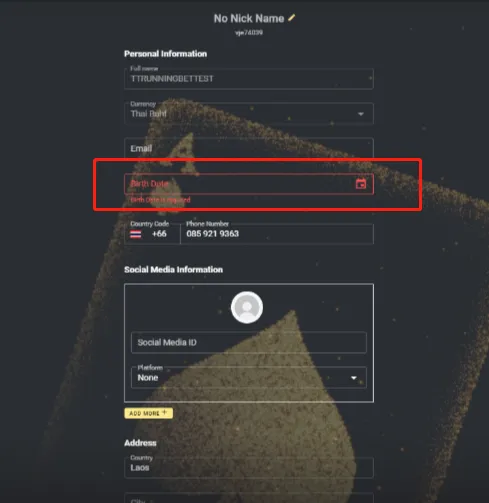 No Nick Name
vje74039
Personal Information
Full name
TTRUNNINGBETTEST
Currency
Thai Baht
Email
Birth Date
Birth Date is required
Country Code
+66
Phone Number
085 921 9363
Social Media Information
Social Media ID
Platform
None
ADD MORE +
Address
Country
Laos
City